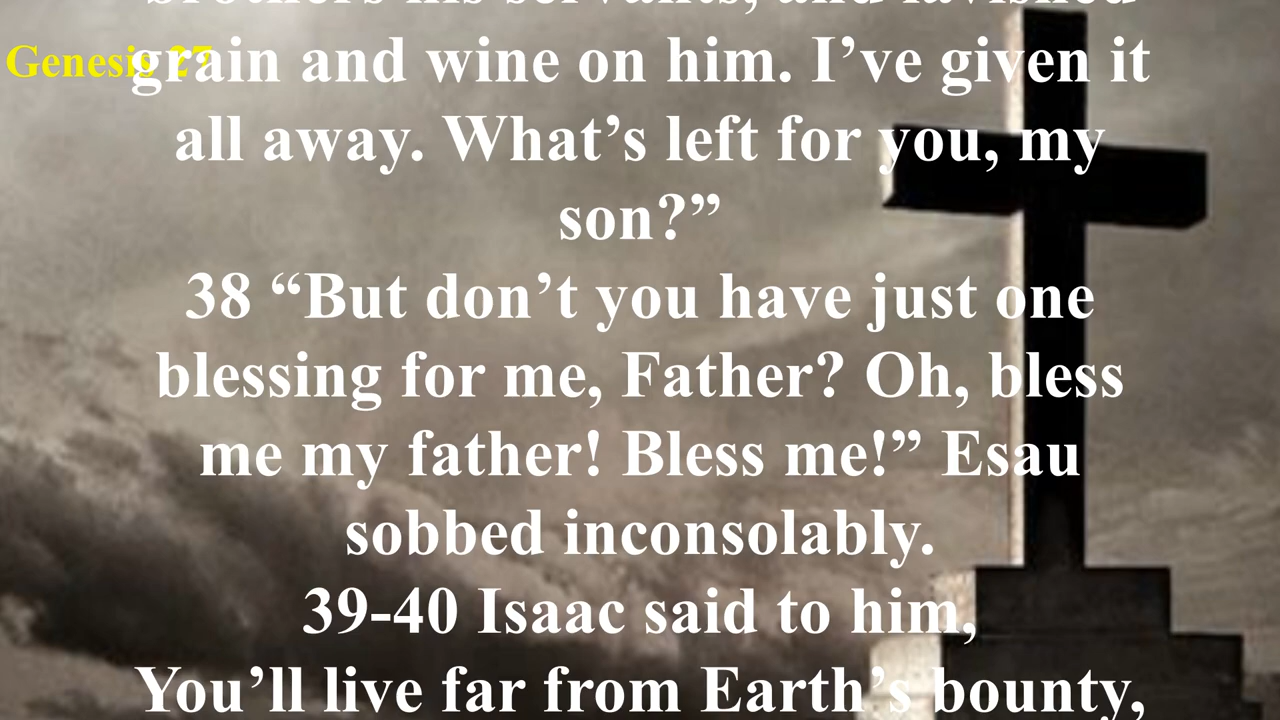 brothers his servants, and lavished
Genesis 27
grain and wine on him. I’ve given it
all away. What’s left for you, my
son?”
38 “But don’t you have just one
blessing for me, Father? Oh, bless
me my father! Bless me!” Esau
sobbed inconsolably.
39-40 Isaac said to him,
You’ll live far from Earth’s bounty,